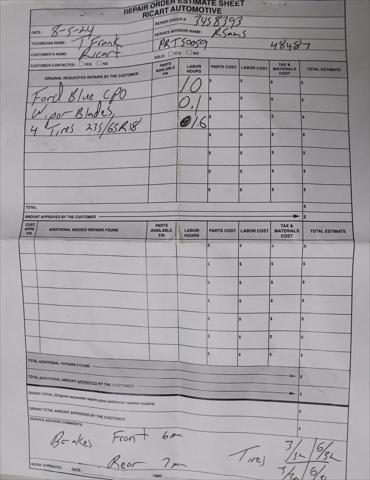 REPAIR ORDER ESTIMATE SHEET
RICART AUTOMOTIVE
DATE: 8-5-24 REPAIR ORDER #: 3458393
TECHNICIAN NAME: T Frank SERVICE ADVISOR NAME: RSams
CUSTOMER'S NAME: Ricart PRT50059 48487
CUSTOMER CONTACTED: YES NO SOLD: YES NO
ORIGINAL REQUESTED REPAIRS BY THE CUSTOMER PARTS AVAILABLE Y/N LABOR HOURS PARTS COST LABOR COST TAX & MATERIALS COST TOTAL ESTIMATE
Ford Blue CPO 10 $ $ $ $
Wiper Blades, 0.1 $ $ $ $
4 Tires 235/65R18 1.6 $ $ $ $
$ $ $ $
$ $ $ $
$ $ $ $
TOTAL $
AMOUNT APPROVED BY THE CUSTOMER $
CUST APPR Y/N ADDITIONAL NEEDED REPAIRS FOUND PARTS AVAILABLE Y/N LABOR HOURS PARTS COST LABOR COST TAX & MATERIALS COST TOTAL ESTIMATE
$ $ $ $
$ $ $ $
$ $ $ $
$ $ $ $
$ $ $ $
$ $ $ $
$ $ $ $
TOTAL ADDITIONAL REPAIRS FOUND $
TOTAL ADDITIONAL AMOUNT APPROVED BY THE CUSTOMER $
GRAND TOTAL (Original requested repairs plus additional needed repairs) $
GRAND TOTAL AMOUNT APPROVED BY THE CUSTOMER $
SERVICE ADVISOR COMMENTS:
Brakes Front 6mm
Tires 3/32 6/32
Rear 7mm 3/32 6/32
WORK APPROVED: DATE: TIME: